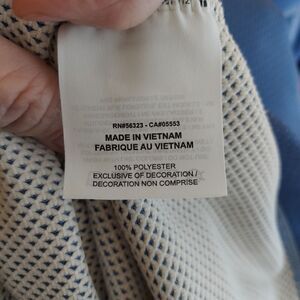 RN#56323 - CA#05553
MADE IN VIETNAM
FABRIQUE AU VIETNAM
100% POLYESTER
EXCLUSIVE OF DECORATION /
DECORATION NON COMPRISE